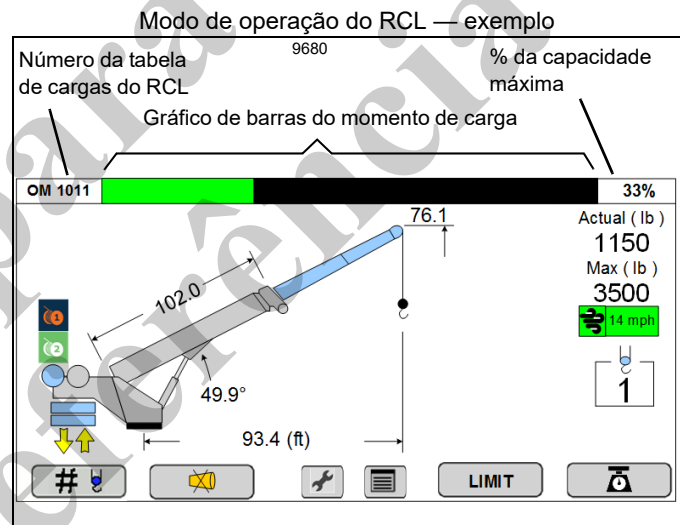 Modo de operação do RCL — exemplo
9680
Número da tabela
de cargas do RCL
% da capacidade
máxima
Gráfico de barras do momento de carga
OM 1011
33%
76.1
Actual ( lb )
1150
Max ( lb )
3500
14 mph
102.0
1
2
49.9°
1
93.4 (ft)
#
LIMIT
para
referência